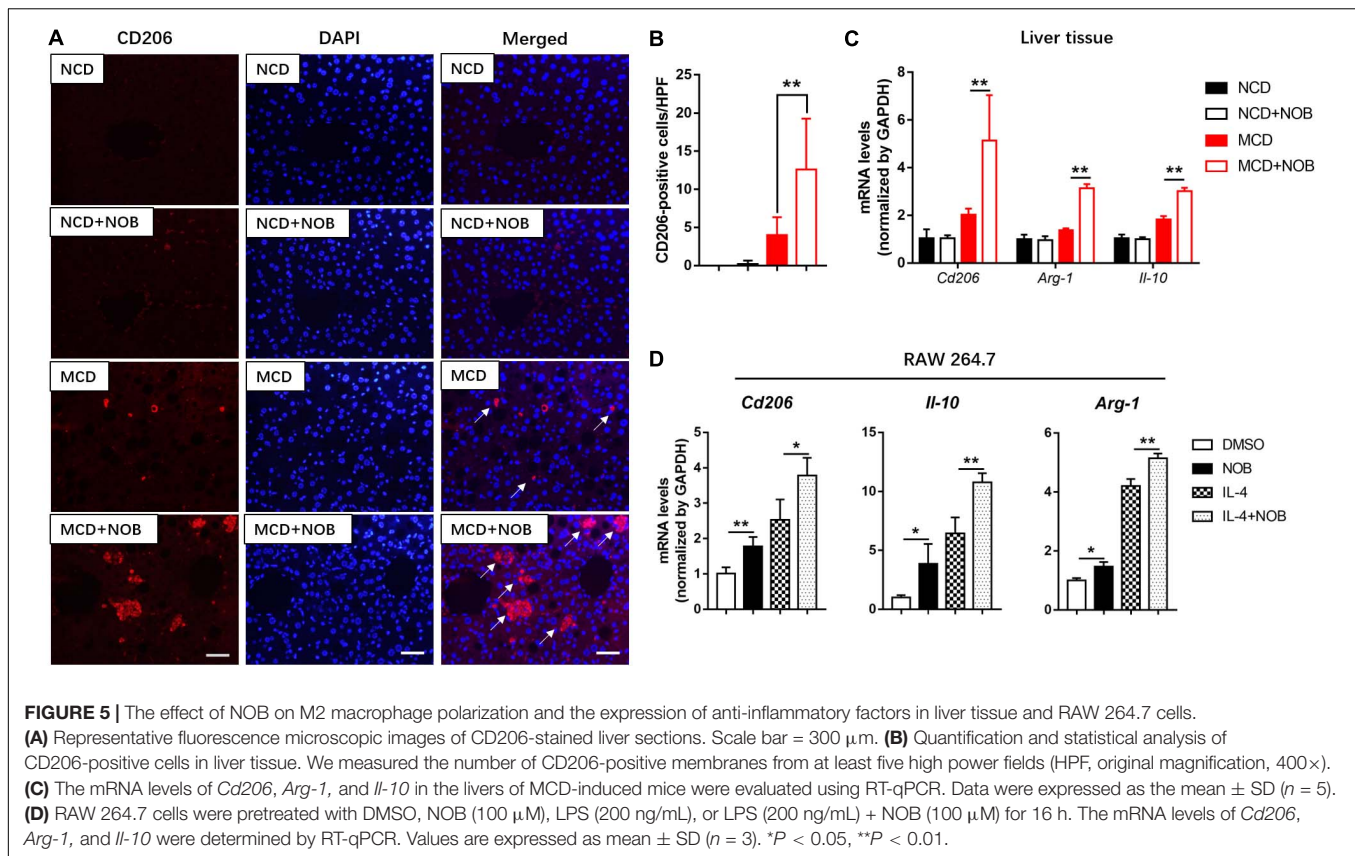 A
CD206
DAPI
Merged
NCD
NCD
NCD
NCD+NOB
NCD+NOB
NCD+NOB
MCD
MCD
MCD
MCD+NOB
MCD+NOB
MCD+NOB
B
CD206-positive cells/HPF
25
20
15
10
5
0
**
C
Liver tissue
mRNA levels
(normalized by GAPDH)
8
6
4
2
0
**
**
**
Cd206
Arg-1
Il-10
NCD
NCD+NOB
MCD
MCD+NOB
D
RAW 264.7
Cd206
Il-10
Arg-1
mRNA levels
(normalized by GAPDH)
5
4
3
2
1
0
**
*
15
10
5
0
*
**
6
4
2
0
*
**
DMSO
NOB
IL-4
IL-4+NOB
FIGURE 5 | The effect of NOB on M2 macrophage polarization and the expression of anti-inflammatory factors in liver tissue and RAW 264.7 cells.
(A) Representative fluorescence microscopic images of CD206-stained liver sections. Scale bar = 300 μm. (B) Quantification and statistical analysis of
CD206-positive cells in liver tissue. We measured the number of CD206-positive membranes from at least five high power fields (HPF, original magnification, 400×).
(C) The mRNA levels of Cd206, Arg-1, and Il-10 in the livers of MCD-induced mice were evaluated using RT-qPCR. Data were expressed as the mean ± SD (n = 5).
(D) RAW 264.7 cells were pretreated with DMSO, NOB (100 μM), LPS (200 ng/mL), or LPS (200 ng/mL) + NOB (100 μM) for 16 h. The mRNA levels of Cd206,
Arg-1, and Il-10 were determined by RT-qPCR. Values are expressed as mean ± SD (n = 3). *P < 0.05, **P < 0.01.